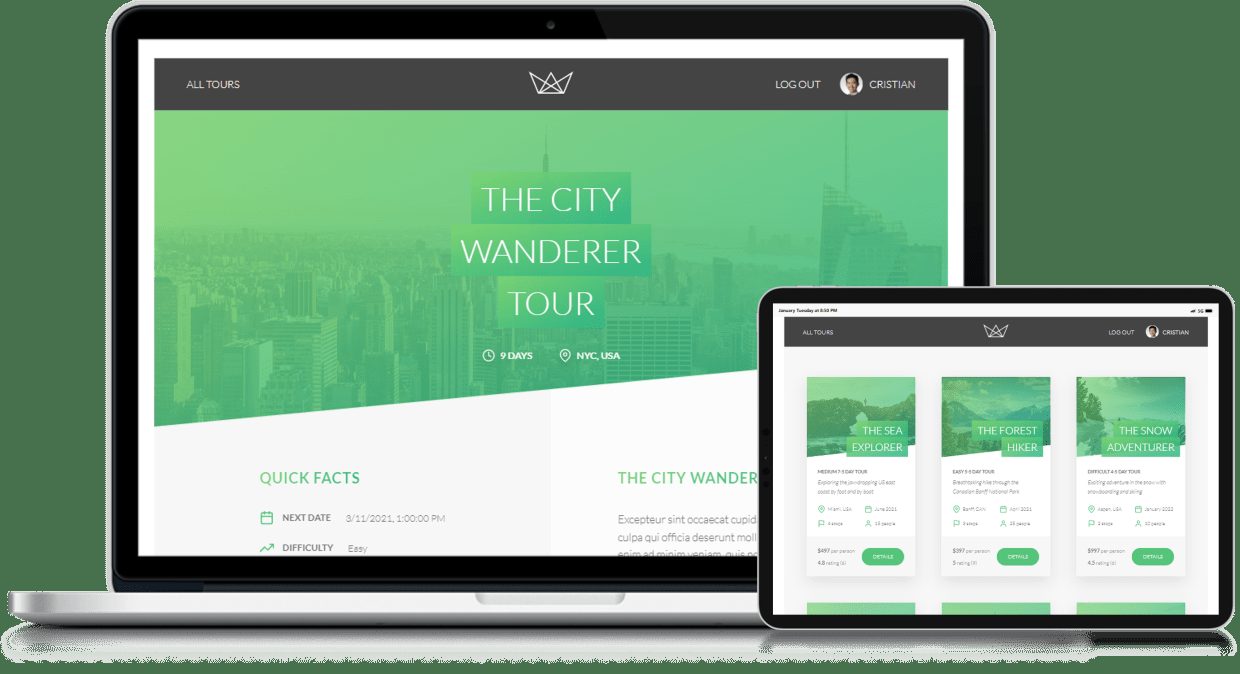 ALL TOURS
LOG OUT
CRISTIAN
THE CITY
WANDERER
TOUR
9 DAYS
NYC, USA
QUICK FACTS
NEXT DATE
3/11/2021, 1:00:00 PM
DIFFICULTY
Easy
THE CITY WANDER
Excepteur sint occaecat cupid
culpa qui officia deserunt moll
enim ad minim veniam, quis no
January Tuesday at 8:50 PM
ALL TOURS
LOG OUT
CRISTIAN
THE SEA
EXPLORER
MEDIUM 7-DAY TOUR
Exploring the jaw-dropping US east
coast by foot and by boat
Miami, USA
June 2021
4 stops
15 people
$497 per person
4.8 rating (6)
DETAILS
THE FOREST
HIKER
EASY 5-DAY TOUR
Breathtaking hike through the
Canadian Banff National Park
Banff, CAN
April 2021
3 stops
25 people
$397 per person
5 rating (9)
DETAILS
THE SNOW
ADVENTURER
DIFFICULT 4-DAY TOUR
Exciting adventure in the snow with
snowboarding and skiing
Aspen, USA
January 2022
2 stops
10 people
$997 per person
4.5 rating (6)
DETAILS